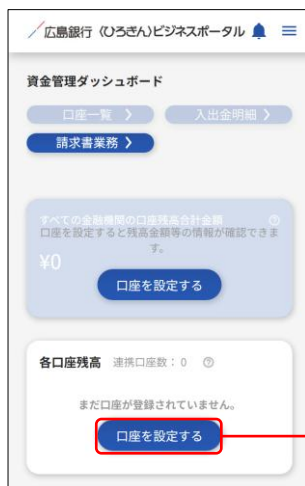 広島銀行〈ひろぎん〉ビジネスポータル
資金管理ダッシュボード
口座一覧
入出金明細
請求書業務
すべての金融機関の口座残高合計金額
口座を設定すると残高金額等の情報が確認できま
す。
¥0
口座を設定する
各口座残高 連携口座数：0
まだ口座が登録されていません。
口座を設定する